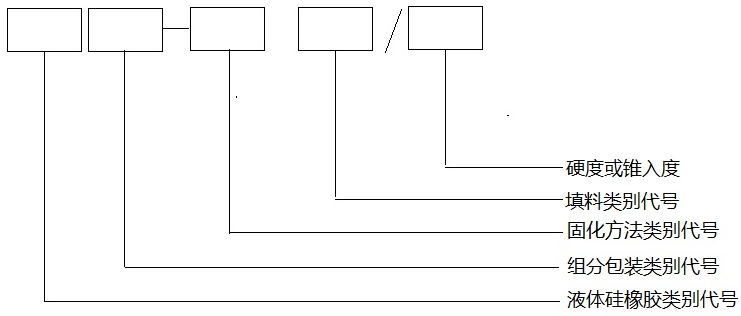 硬度或锥入度
填料类别代号
固化方法类别代号
组分包装类别代号
液体硅橡胶类别代号